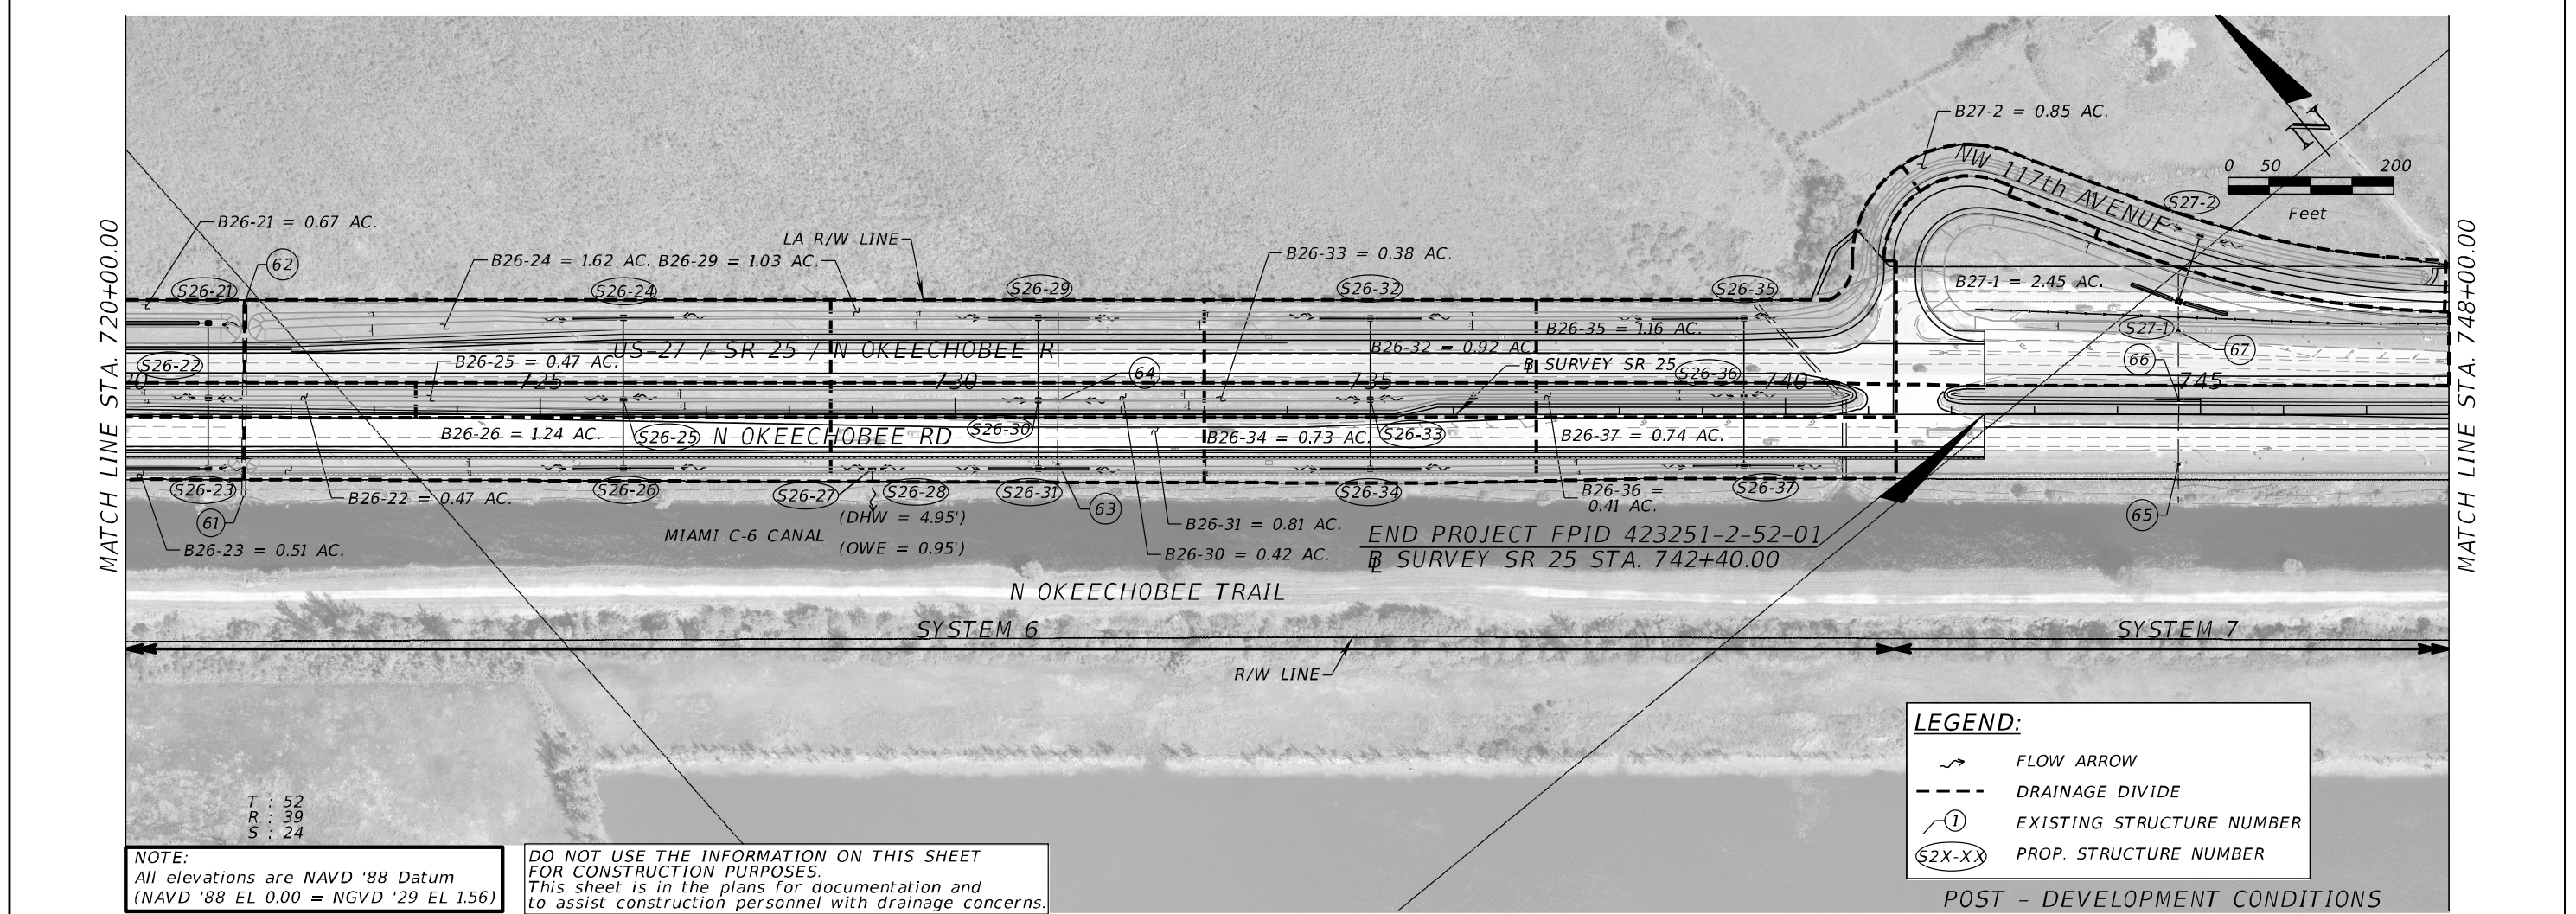 B27-2 = 0.85 AC.
NW 117th AVENUE
N
0 50 200
Feet
S27-2
B26-21 = 0.67 AC.
LA R/W LINE
62
B26-24 = 1.62 AC.
B26-29 = 1.03 AC.
B26-33 = 0.38 AC.
B27-1 = 2.45 AC.
S26-21
S26-24
S26-29
S26-32
S26-35
MATCH LINE STA. 720+00.00
MATCH LINE STA. 748+00.00
B26-35 = 1.16 AC.
S27-1
67
66
US-27 / SR 25 / N OKEECHOBEE R
B26-32 = 0.92 AC.
S26-22
B26-25 = 0.47 AC.
64
BL SURVEY SR 25
S26-36
20
725
730
735
740
745
B26-26 = 1.24 AC.
S26-25
N OKEECHOBEE RD
S26-30
B26-34 = 0.73 AC.
S26-33
B26-37 = 0.74 AC.
S26-23
B26-22 = 0.47 AC.
S26-26
S26-27
S26-28
S26-31
S26-34
B26-36 =
0.41 AC.
S26-37
61
63
65
(DHW = 4.95')
MIAMI C-6 CANAL
(OWE = 0.95')
B26-31 = 0.81 AC.
B26-23 = 0.51 AC.
B26-30 = 0.42 AC.
END PROJECT FPID 423251-2-52-01
BL SURVEY SR 25 STA. 742+40.00
N OKEECHOBEE TRAIL
SYSTEM 6
SYSTEM 7
R/W LINE
LEGEND:
FLOW ARROW
DRAINAGE DIVIDE
1 EXISTING STRUCTURE NUMBER
S2X-XX PROP. STRUCTURE NUMBER
T : 52
R : 39
S : 24
NOTE:
All elevations are NAVD '88 Datum
(NAVD '88 EL 0.00 = NGVD '29 EL 1.56)
DO NOT USE THE INFORMATION ON THIS SHEET
FOR CONSTRUCTION PURPOSES.
This sheet is in the plans for documentation and
to assist construction personnel with drainage concerns.
POST - DEVELOPMENT CONDITIONS